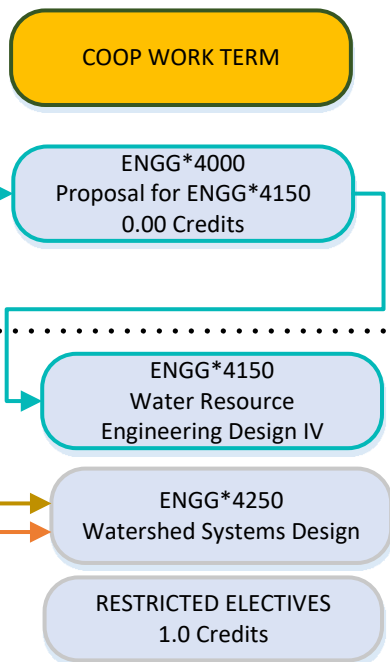 COOP WORK TERM
ENGG*4000
Proposal for ENGG*4150
0.00 Credits
ENGG*4150
Water Resource
Engineering Design IV
ENGG*4250
Watershed Systems Design
RESTRICTED ELECTIVES
1.0 Credits